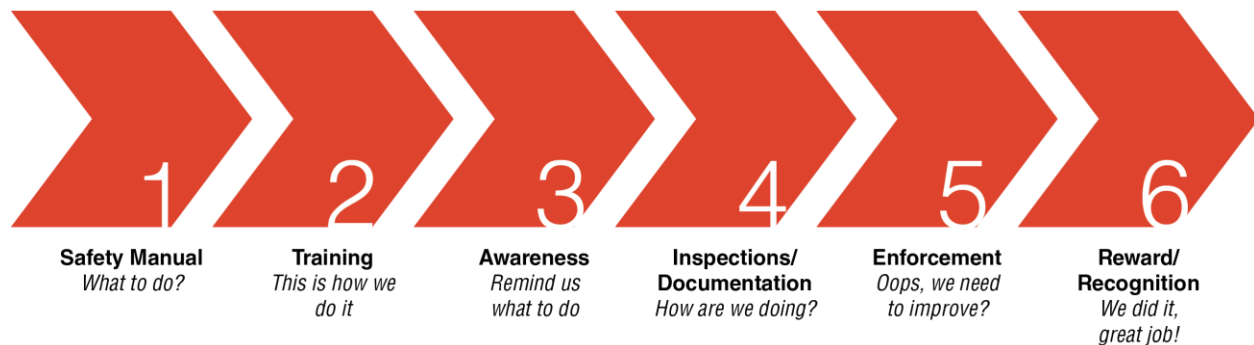 1
Safety Manual
What to do?
2
Training
This is how we
do it
3
Awareness
Remind us
what to do
4
Inspections/
Documentation
How are we doing?
5
Enforcement
Oops, we need
to improve?
6
Reward/
Recognition
We did it,
great job!